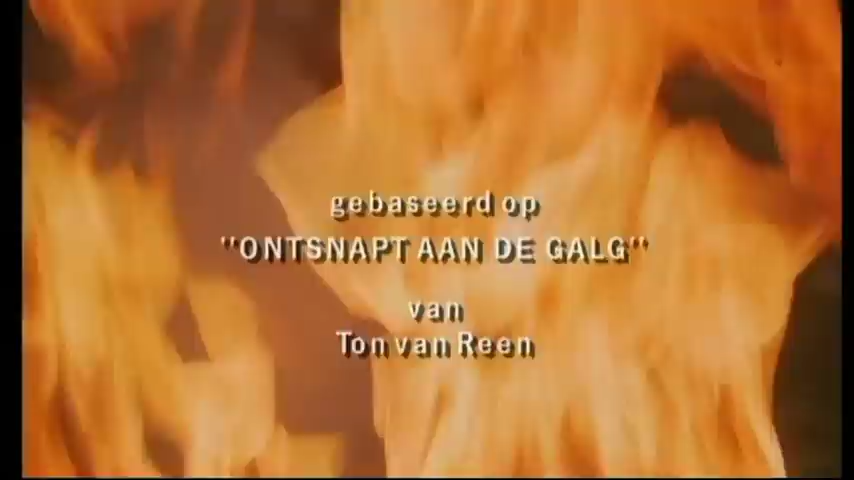 gebaseerd op
"ONTSNAPT AAN DE GALG"
van
Ton van Reen